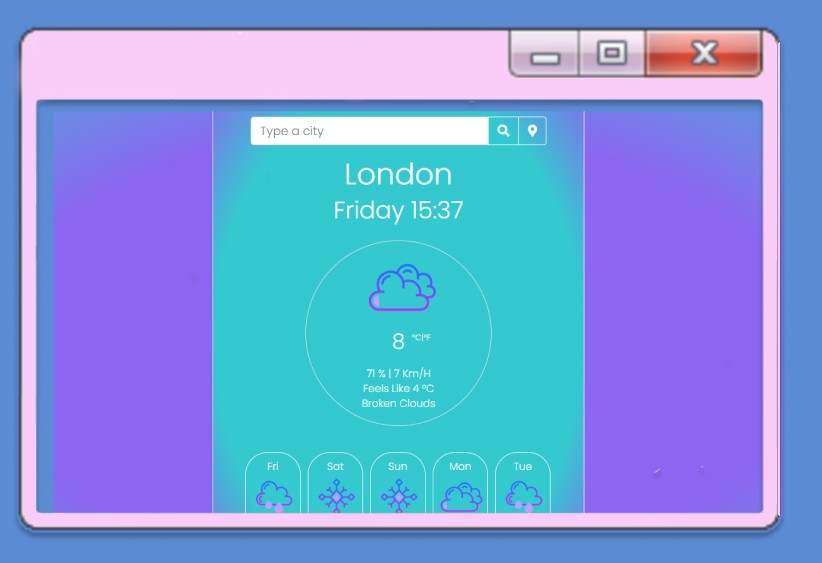 Type a city
London
Friday 15:37
8 °C|°F
71 % | 7 Km/H
Feels Like 4 °C
Broken Clouds
Fri Sat Sun Mon Tue